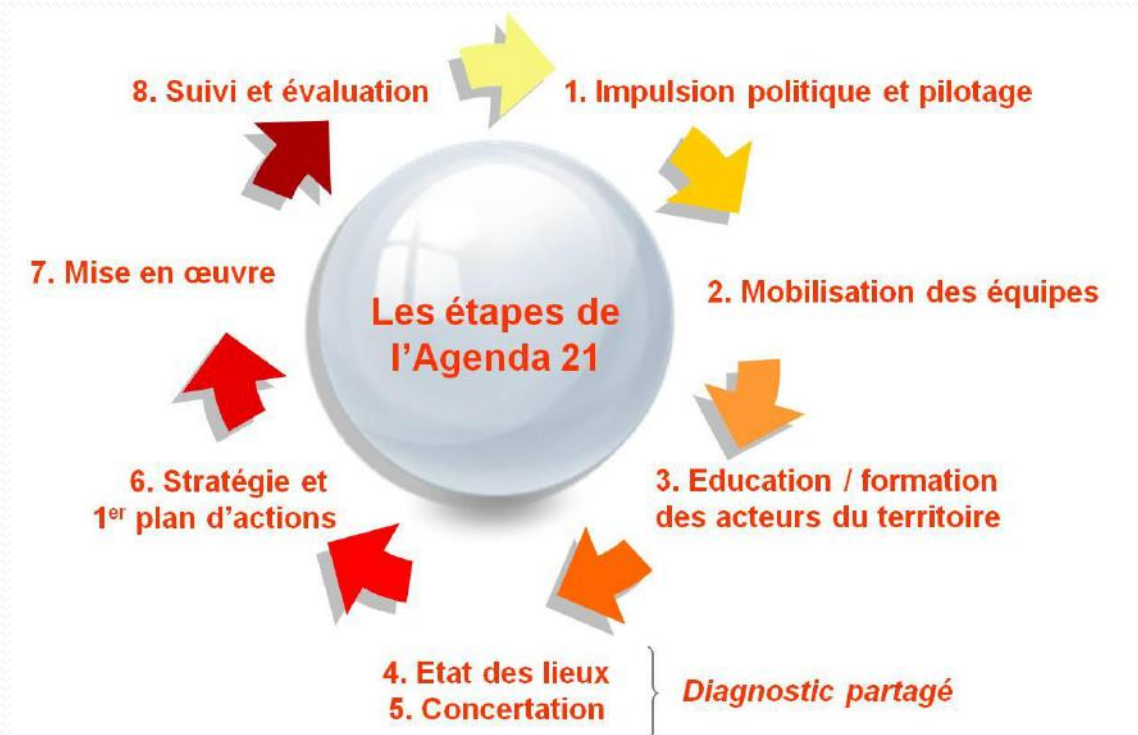 8. Suivi et évaluation
1. Impulsion politique et pilotage
7. Mise en œuvre
2. Mobilisation des équipes
Les étapes de
l'Agenda 21
6. Stratégie et
1er plan d'actions
3. Education / formation
des acteurs du territoire
4. Etat des lieux
5. Concertation
Diagnostic partagé